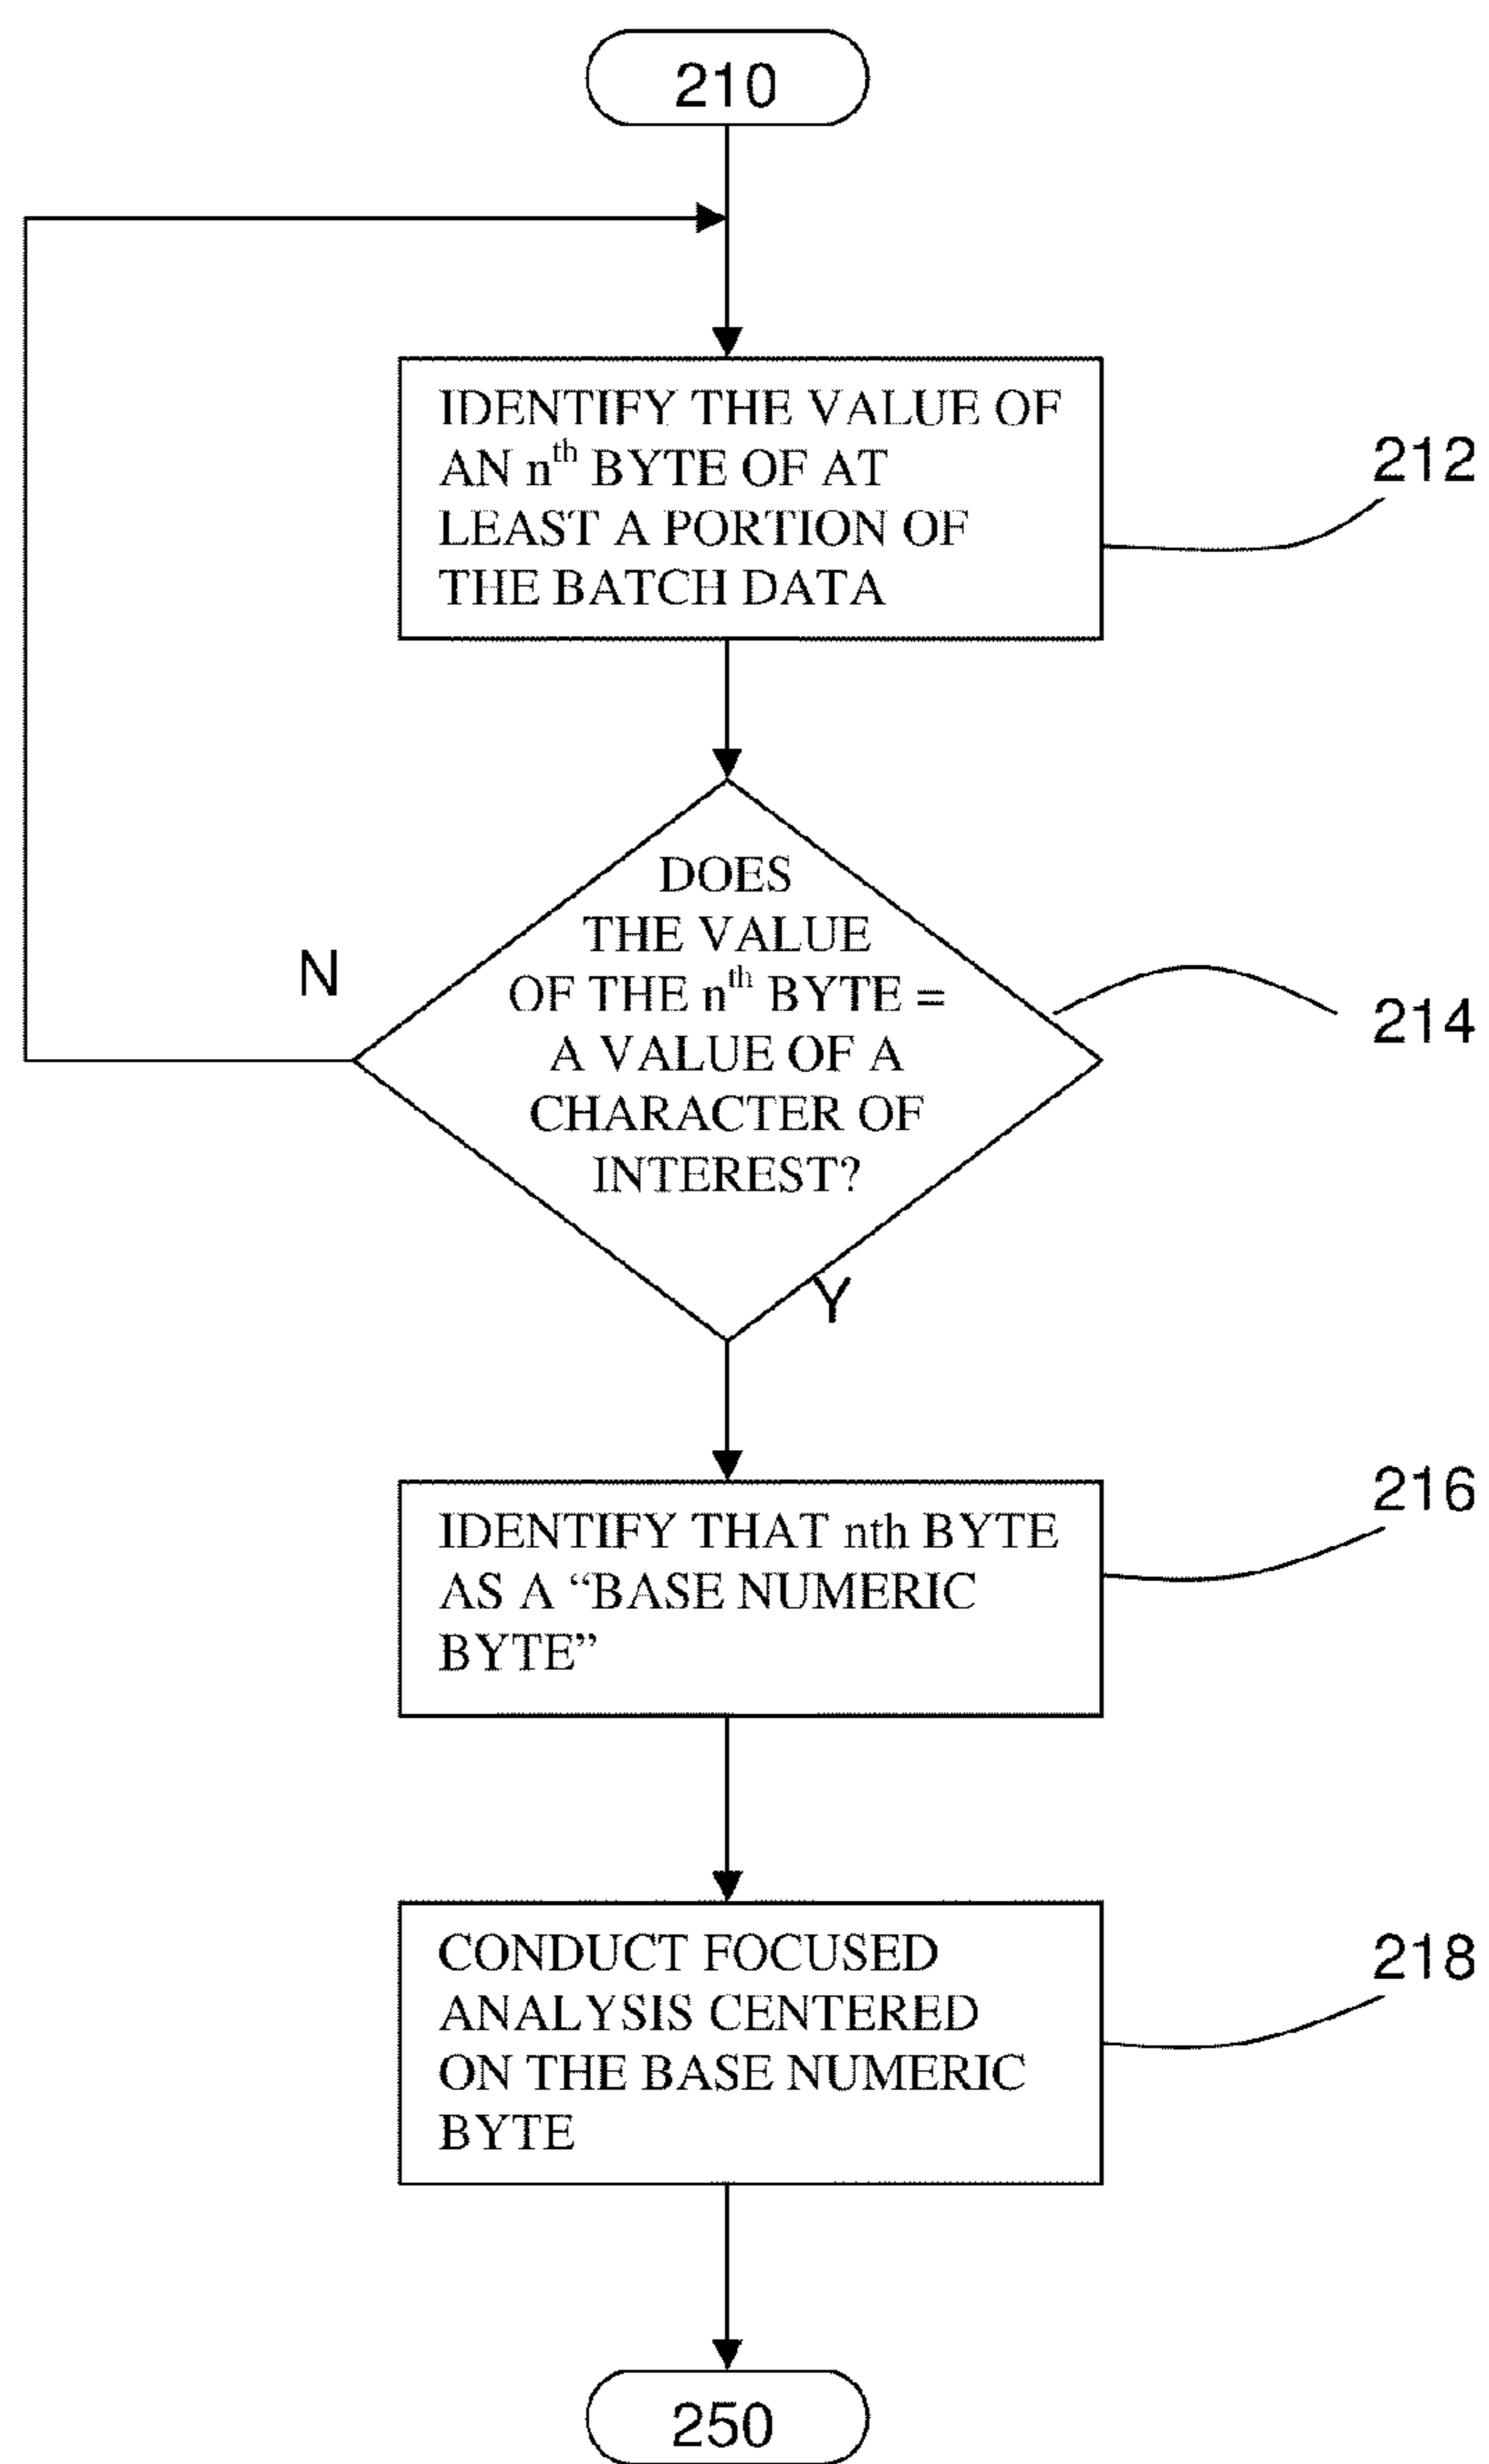 210
IDENTIFY THE VALUE OF
AN nth BYTE OF AT
LEAST A PORTION OF
THE BATCH DATA
212
DOES
THE VALUE
OF THE nth BYTE =
A VALUE OF A
CHARACTER OF
INTEREST?
N
214
Y
IDENTIFY THAT nth BYTE
AS A “BASE NUMERIC
BYTE”
216
CONDUCT FOCUSED
ANALYSIS CENTERED
ON THE BASE NUMERIC
BYTE
218
250